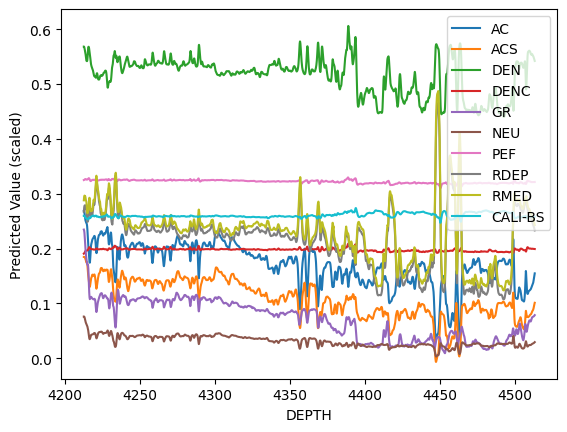 0.6
0.5
0.4
0.3
0.2
0.1
0.0
Predicted Value (scaled)
4200
4250
4300
4350
4400
4450
4500
DEPTH
AC
ACS
DEN
DENC
GR
NEU
PEF
RDEP
RMED
CALI-BS